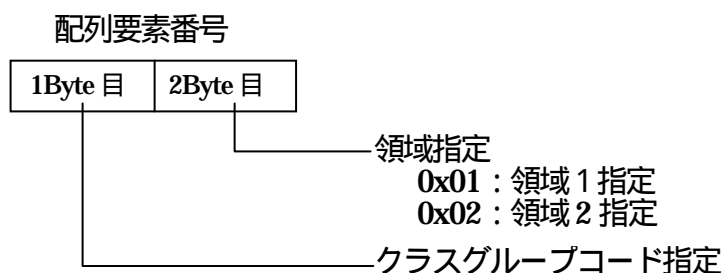 配列要素番号
1Byte 目 2Byte 目
領域指定
0x01：領域1指定
0x02：領域2 指定
クラスグループコード指定